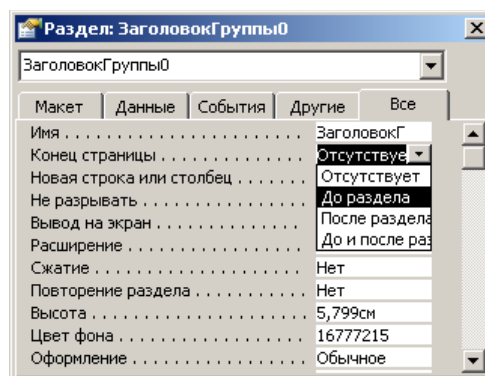 Раздел: ЗаголовокГруппы0
ЗаголовокГруппы0
Макет Данные События Другие Все
Имя . . . . . . . . . . . . . . . . . . . . . . . ЗаголовокГ
Конец страницы . . . . . . . . . . . . . Отсутствуе
Новая строка или столбец . . . . . . . Отсутствует
Не разрывать . . . . . . . . . . . . . . . До раздела
Вывод на экран . . . . . . . . . . . . . . После раздела
Расширение . . . . . . . . . . . . . . . . До и после раз
Сжатие . . . . . . . . . . . . . . . . . . . . Нет
Повторение раздела . . . . . . . . . . Нет
Высота . . . . . . . . . . . . . . . . . . . . 5,799см
Цвет фона . . . . . . . . . . . . . . . . . 16777215
Оформление . . . . . . . . . . . . . . . . Обычное